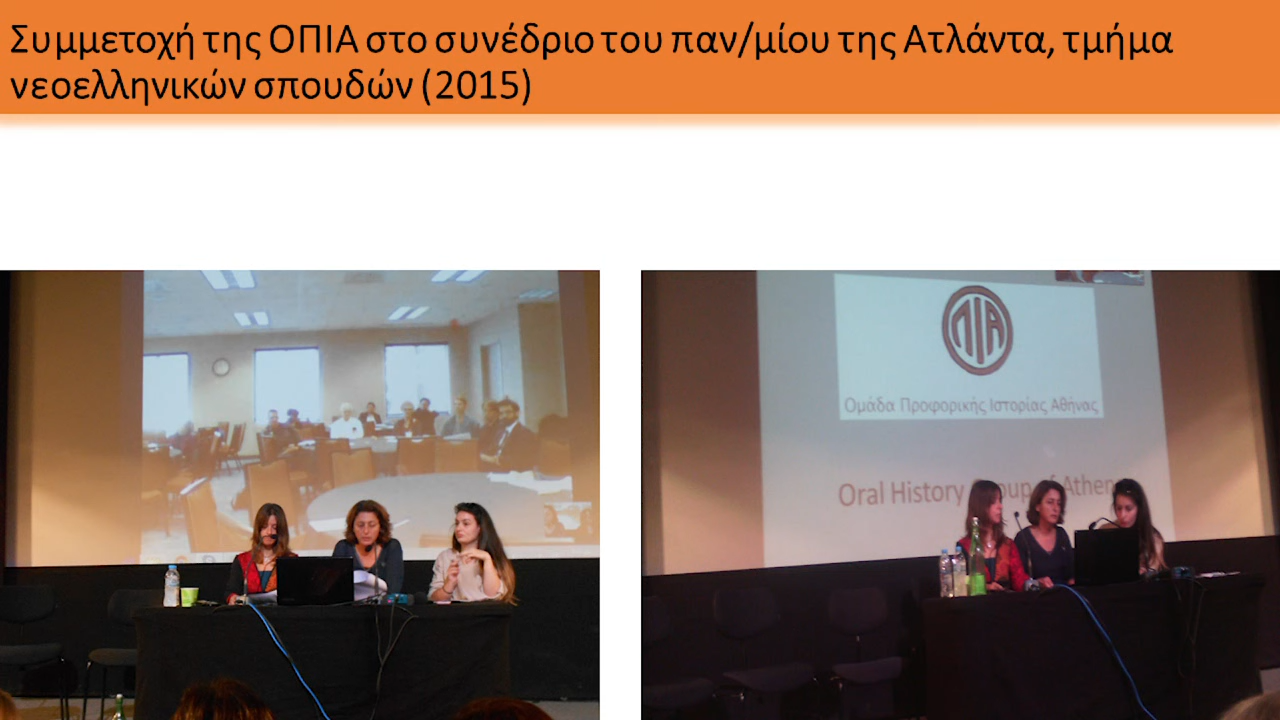 Συμμετοχή της ΟΠΙΑ στο συνέδριο του παν/μίου της Ατλάντα, τμήμα
νεοελληνικών σπουδών (2015)
ΠΙΑ
Ομάδα Προφορικής Ιστορίας Αθήνας
Oral History